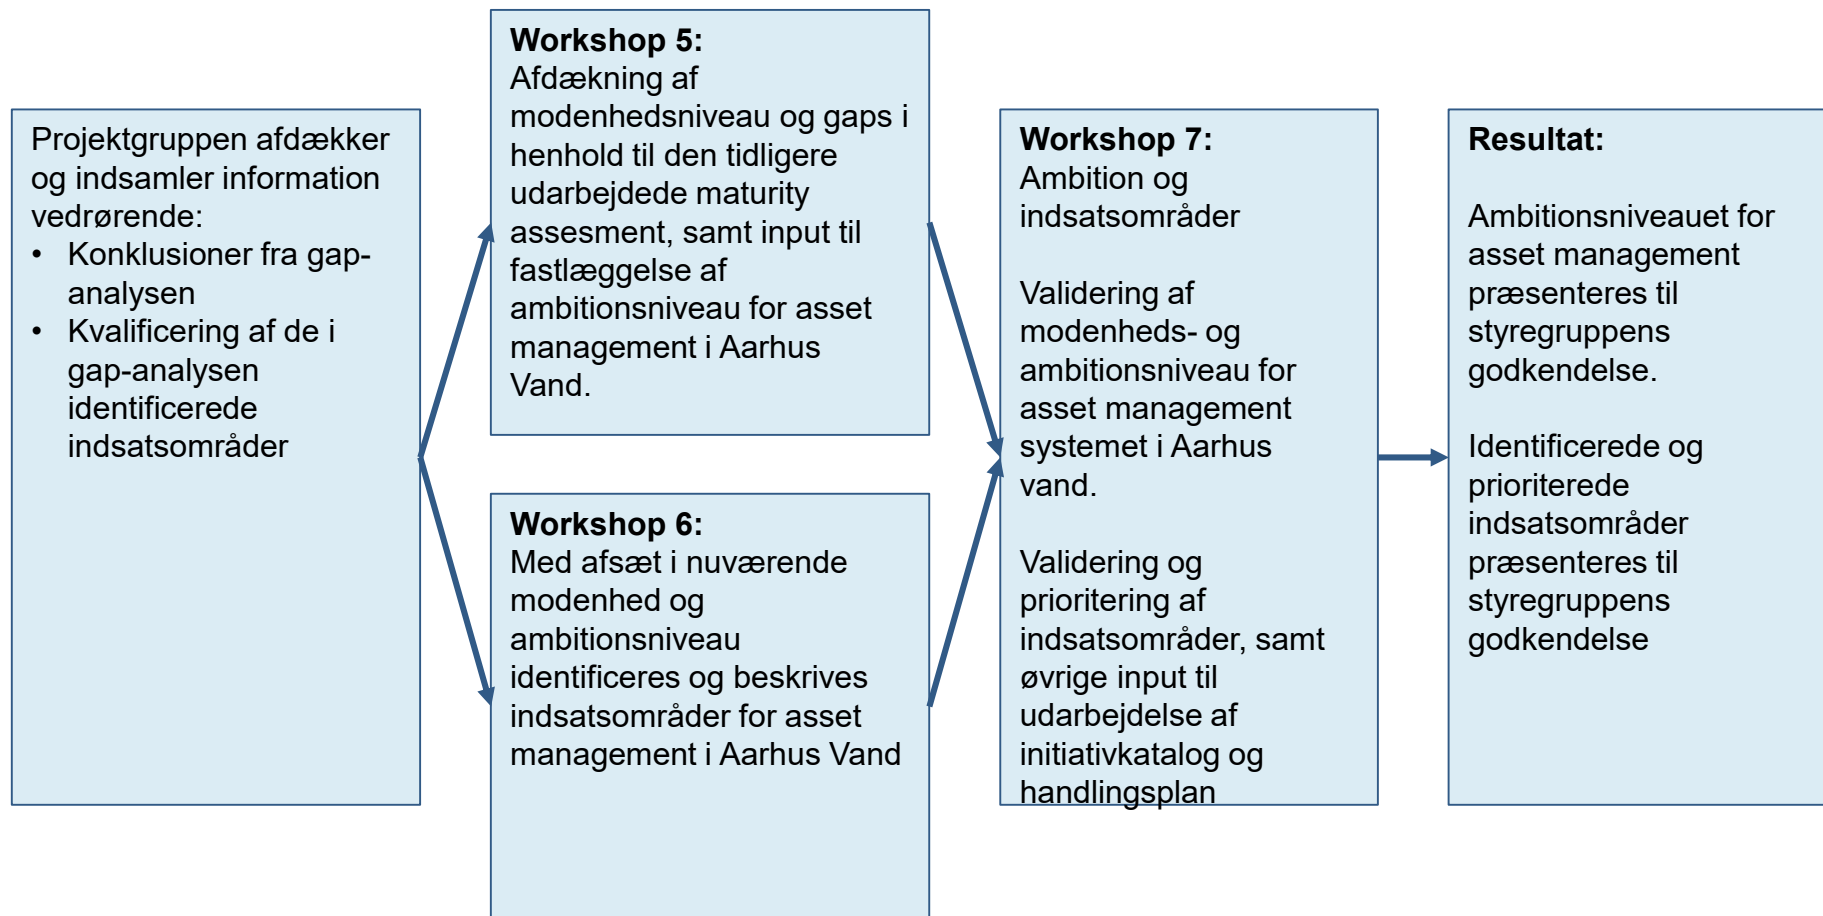 Projektgruppen afdækker
og indsamler information
vedrørende:
• Konklusioner fra gap-
analysen
• Kvalificering af de i
gap-analysen
identificerede
indsatsområder
Workshop 5:
Afdækning af
modenhedsniveau og gaps i
henhold til den tidligere
udarbejdede maturity
assesment, samt input til
fastlæggelse af
ambitionsniveau for asset
management i Aarhus
Vand.
Workshop 6:
Med afsæt i nuværende
modenhed og
ambitionsniveau
identificeres og beskrives
indsatsområder for asset
management i Aarhus Vand
Workshop 7:
Ambition og
indsatsområder
Validering af
modenheds- og
ambitionsniveau for
asset management
systemet i Aarhus
vand.
Validering og
prioritering af
indsatsområder, samt
øvrige input til
udarbejdelse af
initiativkatalog og
handlingsplan
Resultat:
Ambitionsniveauet for
asset management
præsenteres til
styregruppens
godkendelse.
Identificerede og
prioriterede
indsatsområder
præsenteres til
styregruppens
godkendelse